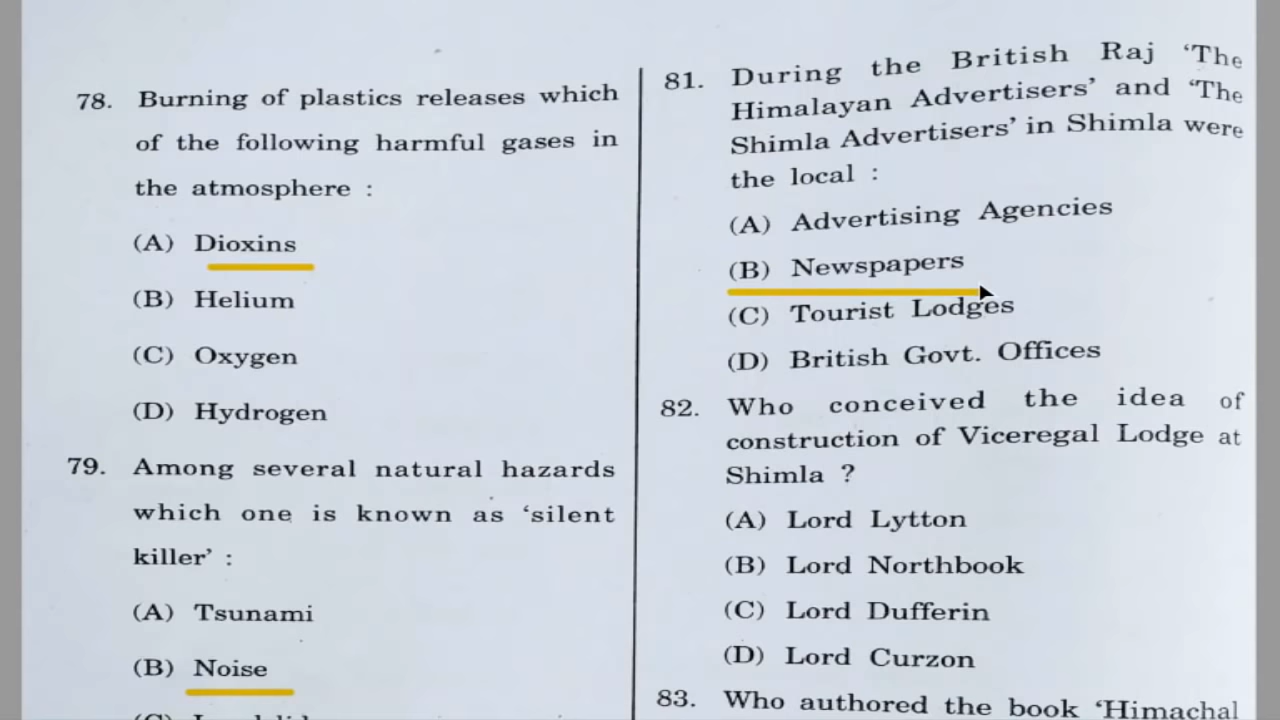 78. Burning of plastics releases which
of the following harmful gases in
the atmosphere :
(A) Dioxins
(B) Helium
(C) Oxygen
(D) Hydrogen
79. Among several natural hazards
which one is known as ‘silent
killer’ :
(A) Tsunami
(B) Noise
81. During the British Raj ‘The
Himalayan Advertisers’ and ‘The
Shimla Advertisers’ in Shimla were
the local :
(A) Advertising Agencies
(B) Newspapers
(C) Tourist Lodges
(D) British Govt. Offices
82. Who conceived the idea of
construction of Viceregal Lodge at
Shimla ?
(A) Lord Lytton
(B) Lord Northbook
(C) Lord Dufferin
(D) Lord Curzon
83. Who authored the book ‘Himachal